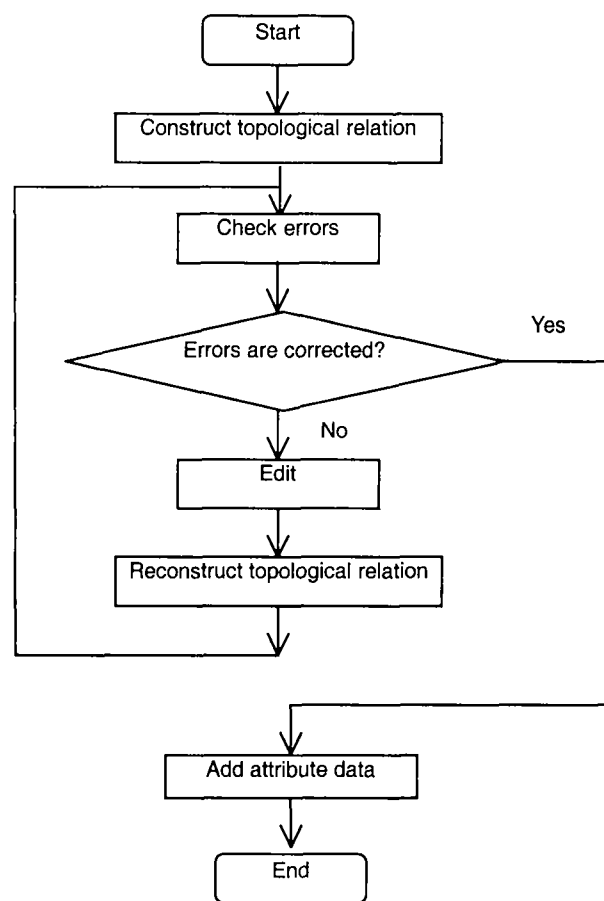 Start
Construct topological relation
Check errors
Yes
Errors are corrected?
No
Edit
Reconstruct topological relation
Add attribute data
End